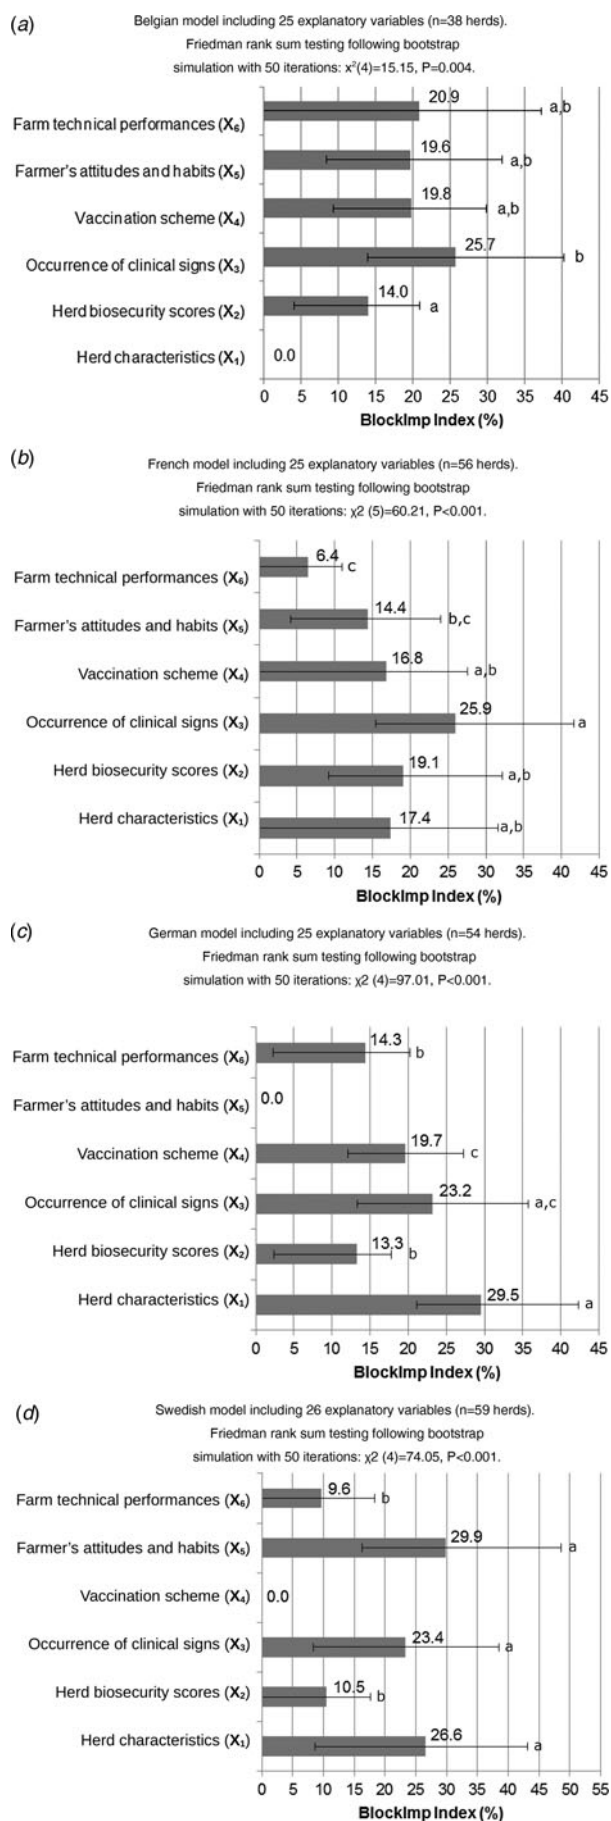 (a)
Belgian model including 25 explanatory variables (n=38 herds).
Friedman rank sum testing following bootstrap
simulation with 50 iterations: x²(4)=15.15, P=0.004.
Farm technical performances (X₆) 20.9 a,b
Farmer's attitudes and habits (X₅) 19.6 a,b
Vaccination scheme (X₄) 19.8 a,b
Occurrence of clinical signs (X₃) 25.7 b
Herd biosecurity scores (X₂) 14.0 a
Herd characteristics (X₁) 0.0
0 5 10 15 20 25 30 35 40 45
BlockImp Index (%)
(b)
French model including 25 explanatory variables (n=56 herds).
Friedman rank sum testing following bootstrap
simulation with 50 iterations: χ2 (5)=60.21, P<0.001.
Farm technical performances (X₆) 6.4 c
Farmer's attitudes and habits (X₅) 14.4 b,c
Vaccination scheme (X₄) 16.8 a,b
Occurrence of clinical signs (X₃) 25.9 a
Herd biosecurity scores (X₂) 19.1 a,b
Herd characteristics (X₁) 17.4 a,b
0 5 10 15 20 25 30 35 40 45
BlockImp Index (%)
(c)
German model including 25 explanatory variables (n=54 herds).
Friedman rank sum testing following bootstrap
simulation with 50 iterations: χ2 (4)=97.01, P<0.001.
Farm technical performances (X₆) 14.3 b
Farmer's attitudes and habits (X₅) 0.0
Vaccination scheme (X₄) 19.7 c
Occurrence of clinical signs (X₃) 23.2 a,c
Herd biosecurity scores (X₂) 13.3 b
Herd characteristics (X₁) 29.5 a
0 5 10 15 20 25 30 35 40 45
BlockImp Index (%)
(d)
Swedish model including 26 explanatory variables (n=59 herds).
Friedman rank sum testing following bootstrap
simulation with 50 iterations: χ2 (4)=74.05, P<0.001.
Farm technical performances (X₆) 9.6 b
Farmer's attitudes and habits (X₅) 29.9 a
Vaccination scheme (X₄) 0.0
Occurrence of clinical signs (X₃) 23.4 a
Herd biosecurity scores (X₂) 10.5 b
Herd characteristics (X₁) 26.6 a
0 5 10 15 20 25 30 35 40 45 50 55
BlockImp Index (%)